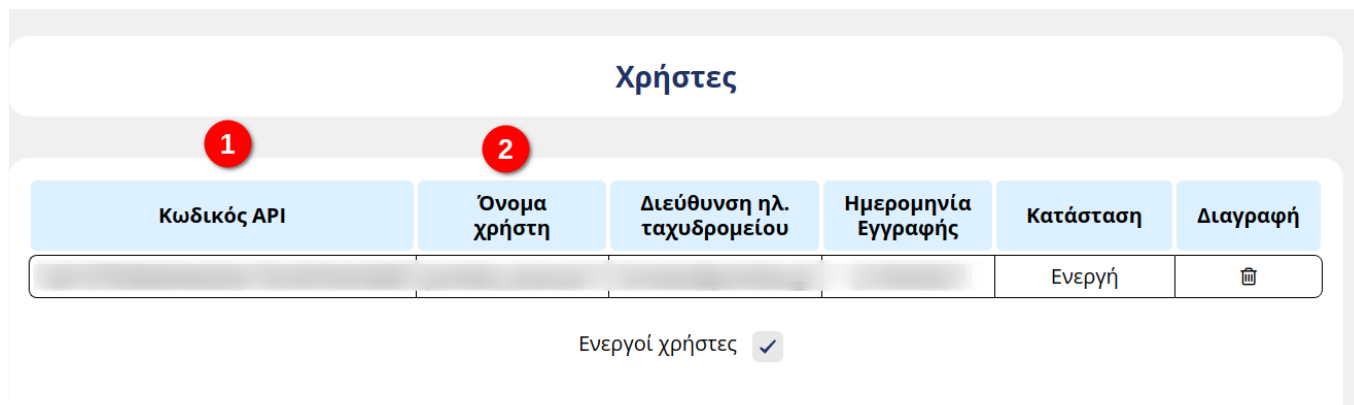 Χρήστες
1
2
Κωδικός API
Όνομα
χρήστη
Διεύθυνση ηλ.
ταχυδρομείου
Ημερομηνία
Εγγραφής
Κατάσταση
Διαγραφή
Ενεργή
Ενεργοί χρήστες